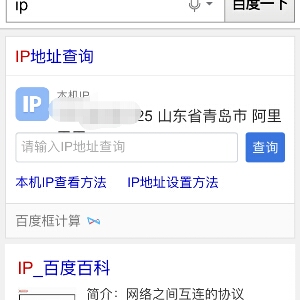 ip
百度一下
IP地址查询
IP
本机IP
25 山东省青岛市 阿里
请输入IP地址查询
查询
本机IP查看方法 IP地址设置方法
百度框计算
IP_百度百科
简介：网络之间互连的协议